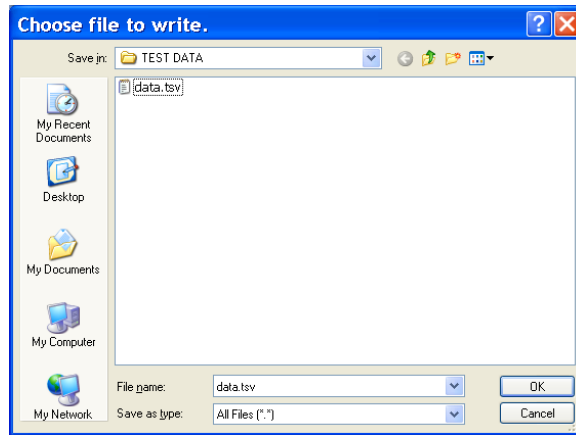 Choose file to write.
Save in:
TEST DATA
data.tsv
My Recent
Documents
Desktop
My Documents
My Computer
My Network
File name:
data.tsv
OK
Save as type:
All Files (*.*)
Cancel